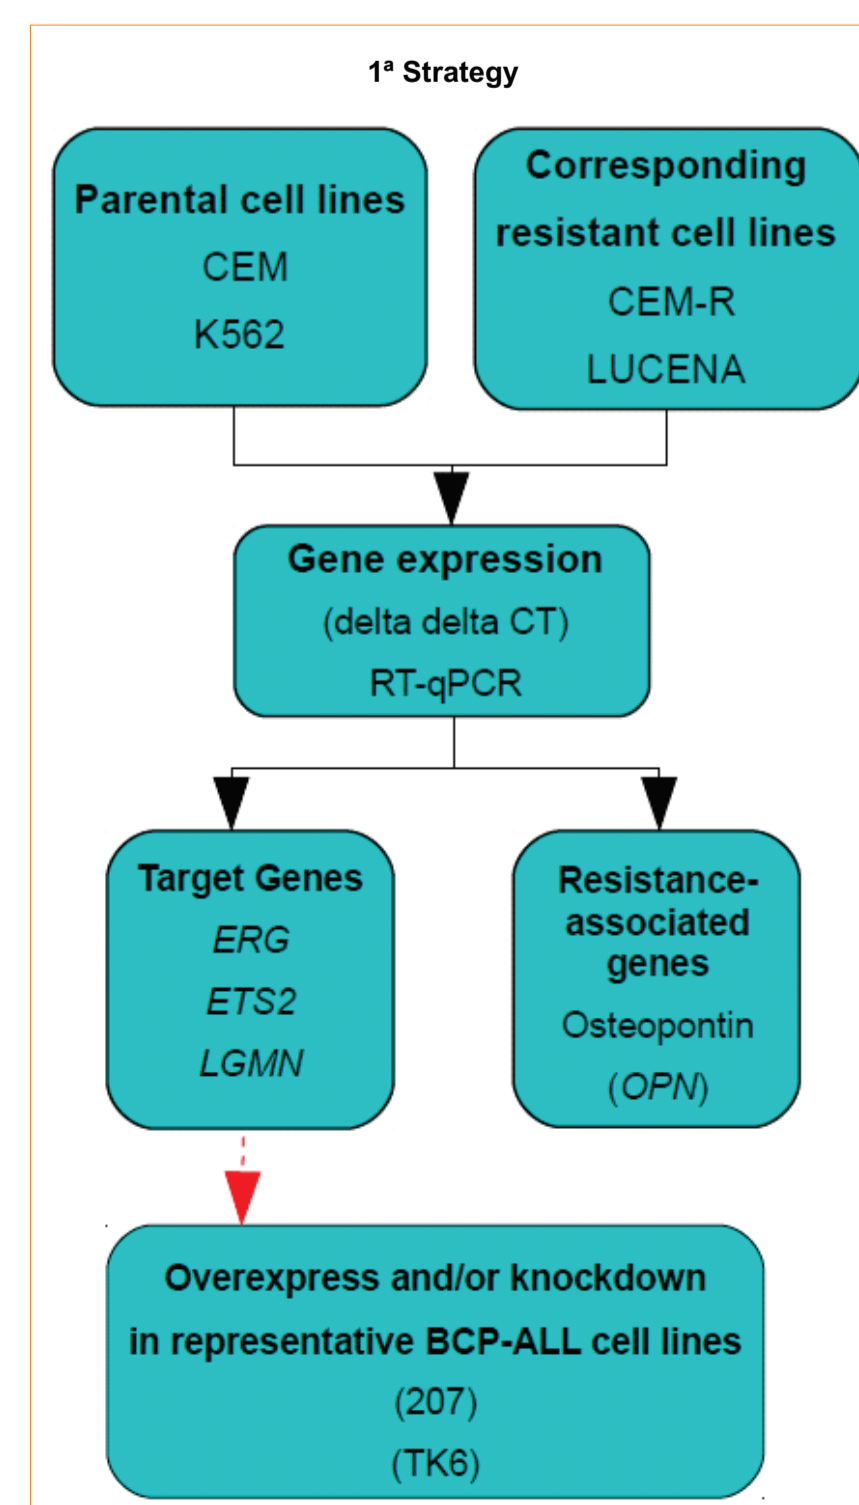 1ª Strategy
Parental cell lines
CEM
K562
Corresponding
resistant cell lines
CEM-R
LUCENA
Gene expression
(delta delta CT)
RT-qPCR
Target Genes
ERG
ETS2
LGMN
Resistance-
associated
genes
Osteopontin
(OPN)
Overexpress and/or knockdown
in representative BCP-ALL cell lines
(207)
(TK6)